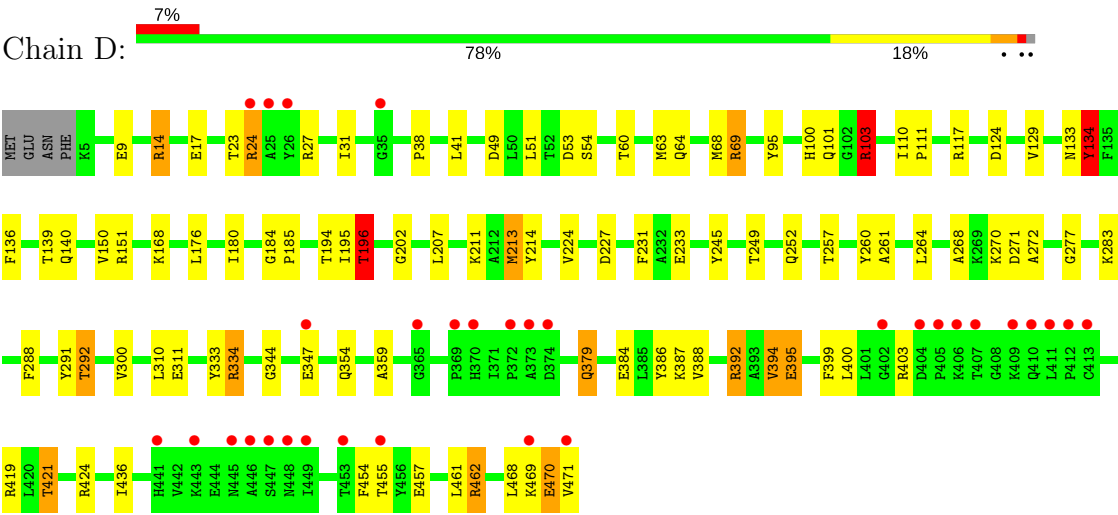 7%
Chain D:
78% 18% . ..
MET GLU ASN PHE K5 E9 R14 E17 T23 R24 A25 Y26 R27 I31 G35 P38 L41 D49 L50 L51 T52 D53 S54 T60 M63 Q64 M68 R69 Y95 H100 Q101 G102 R103 I110 P111 R117 D124 V129 N133 Y134 F135
F136 T139 Q140 V150 R151 K168 L176 I180 G184 P185 T194 I195 T196 G202 L207 K211 A212 M213 Y214 V224 D227 F231 A232 E233 Y245 T249 Q252 T257 Y260 A261 L264 A268 K269 K270 D271 A272 G277 K283
F288 Y291 T292 V300 L310 E311 Y333 R334 G344 E347 Q354 A359 G365 P369 H370 I371 P372 A373 D374 Q379 E384 L385 Y386 K387 V388 R392 A393 V394 E395 F399 L400 L401 G402 R403 D404 P405 K406 T407 G408 K409 Q410 L411 P412 C413
R419 L420 T421 R424 I436 H441 V442 K443 E444 N445 A446 S447 N448 I449 T453 F454 T455 Y456 E457 L461 R462 L468 K469 E470 V471